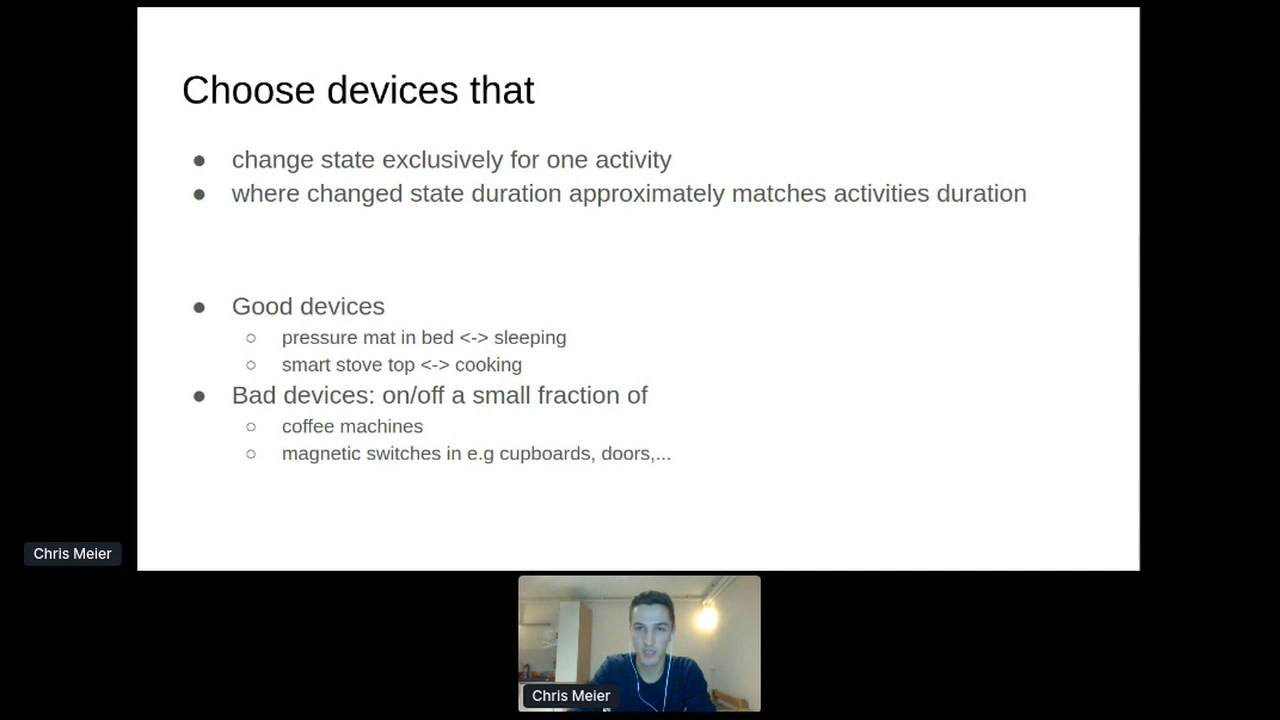 Choose devices that
● change state exclusively for one activity
● where changed state duration approximately matches activities duration
● Good devices
○ pressure mat in bed <-> sleeping
○ smart stove top <-> cooking
● Bad devices: on/off a small fraction of
○ coffee machines
○ magnetic switches in e.g cupboards, doors,...
Chris Meier
Chris Meier